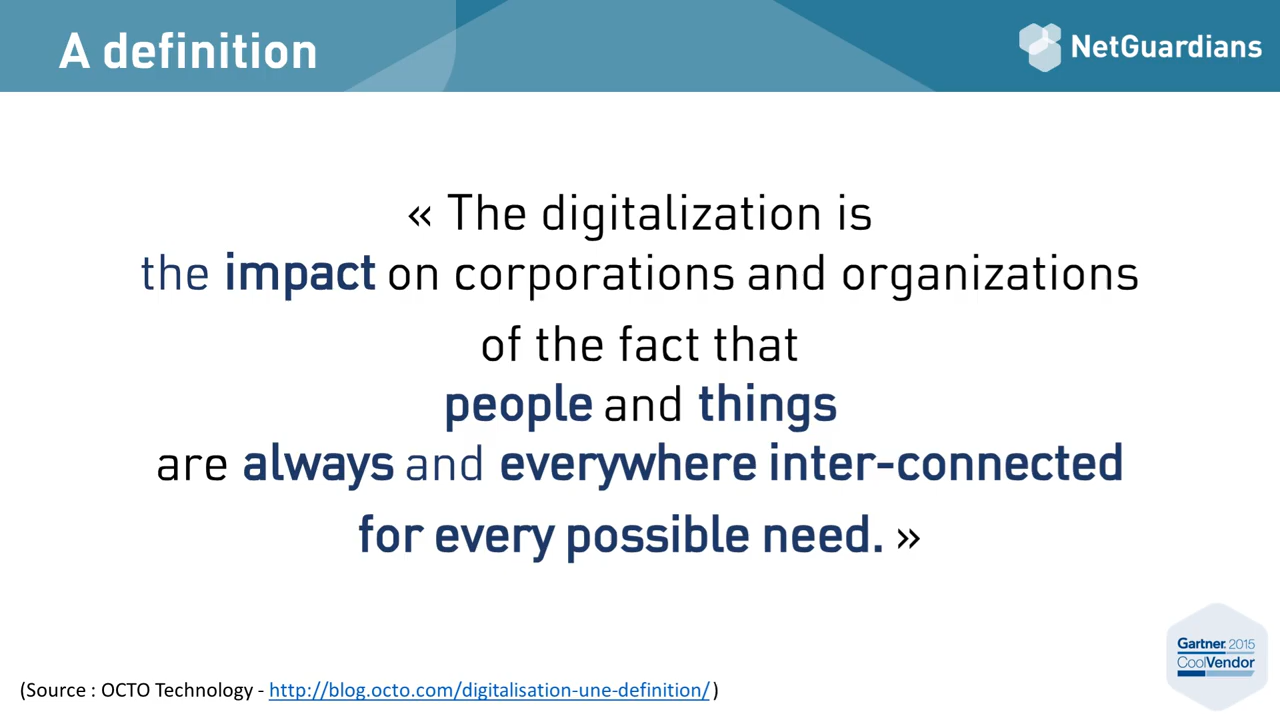 A definition
NetGuardians
« The digitalization is
the impact on corporations and organizations
of the fact that
people and things
are always and everywhere inter-connected
for every possible need. »
Gartner 2015
CoolVendor
(Source : OCTO Technology - http://blog.octo.com/digitalisation-une-definition/)